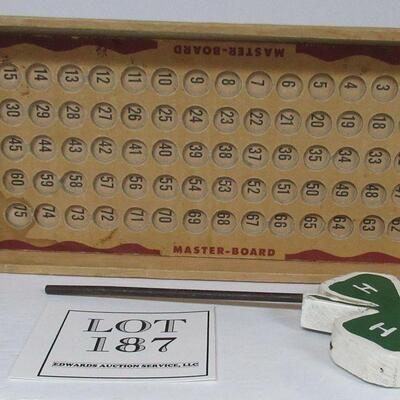 MASTER-BOARD
15 14 13 12 11 10 9 8 7 6 5 4 3
30 29 28 27 26 25 24 23 22 21 20 19 18
45 44 43 42 41 40 39 38 37 36 35 34 33
60 59 58 57 56 55 54 53 52 51 50 49 48
75 74 73 72 71 70 69 68 67 66 65 64 63 62
MASTER-BOARD
H
H
LOT
187
EDWARDS AUCTION SERVICE, LLC